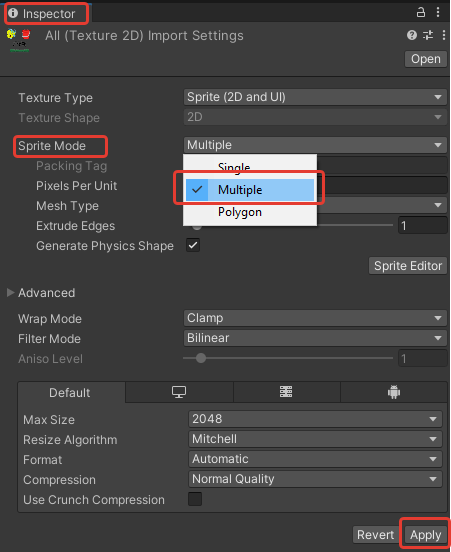 Inspector
All (Texture 2D) Import Settings
Open
Texture Type Sprite (2D and UI)
Texture Shape 2D
Sprite Mode Multiple
Packing Tag Single
Pixels Per Unit Multiple
Mesh Type Polygon
Extrude Edges 1
Generate Physics Shape
Sprite Editor
Advanced
Wrap Mode Clamp
Filter Mode Bilinear
Aniso Level 1
Default
Max Size 2048
Resize Algorithm Mitchell
Format Automatic
Compression Normal Quality
Use Crunch Compression
Revert Apply